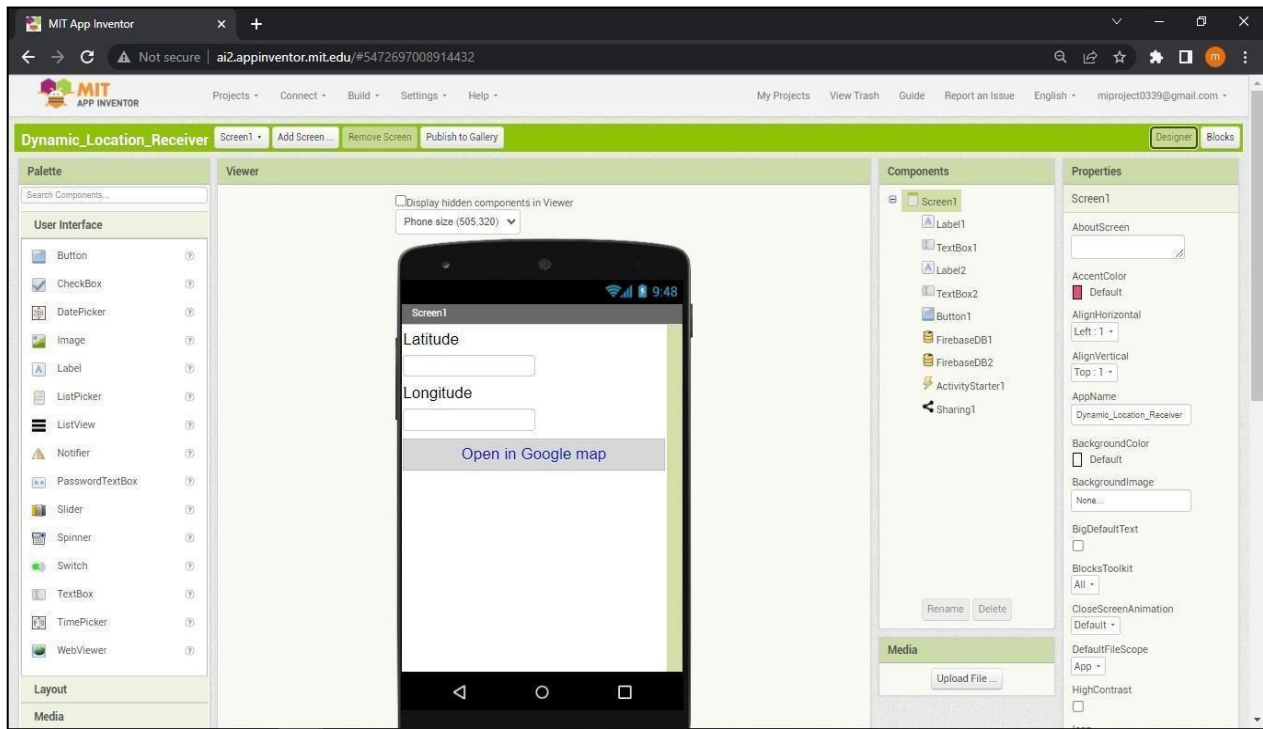 MIT App Inventor
Not secure | ai2.appinventor.mit.edu/#5472697008914432
m
MIT
APP INVENTOR
Projects
Connect
Build
Settings
Help
My Projects
View Trash
Guide
Report an Issue
English
miproject0339@gmail.com
Dynamic_Location_Receiver
Screen1
Add Screen ...
Remove Screen
Publish to Gallery
Designer
Blocks
Palette
Search Components...
User Interface
Button
CheckBox
DatePicker
Image
Label
ListPicker
ListView
Notifier
PasswordTextBox
Slider
Spinner
Switch
TextBox
TimePicker
WebViewer
Layout
Media
Viewer
Display hidden components in Viewer
Phone size (505,320)
9:48
Screen1
Latitude
Longitude
Open in Google map
Components
Screen1
Label1
TextBox1
Label2
TextBox2
Button1
FirebaseDB1
FirebaseDB2
ActivityStarter1
Sharing1
Rename
Delete
Media
Upload File ...
Properties
Screen1
AboutScreen
AccentColor
Default
AlignHorizontal
Left : 1
AlignVertical
Top : 1
AppName
Dynamic_Location_Receiver
BackgroundColor
Default
BackgroundImage
None...
BigDefaultText
BlocksToolkit
All
CloseScreenAnimation
Default
DefaultFileScope
App
HighContrast